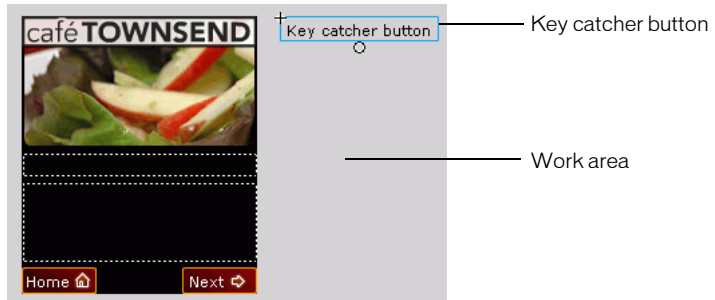 café TOWNSEND
Key catcher button
Key catcher button
Work area
Home
Next